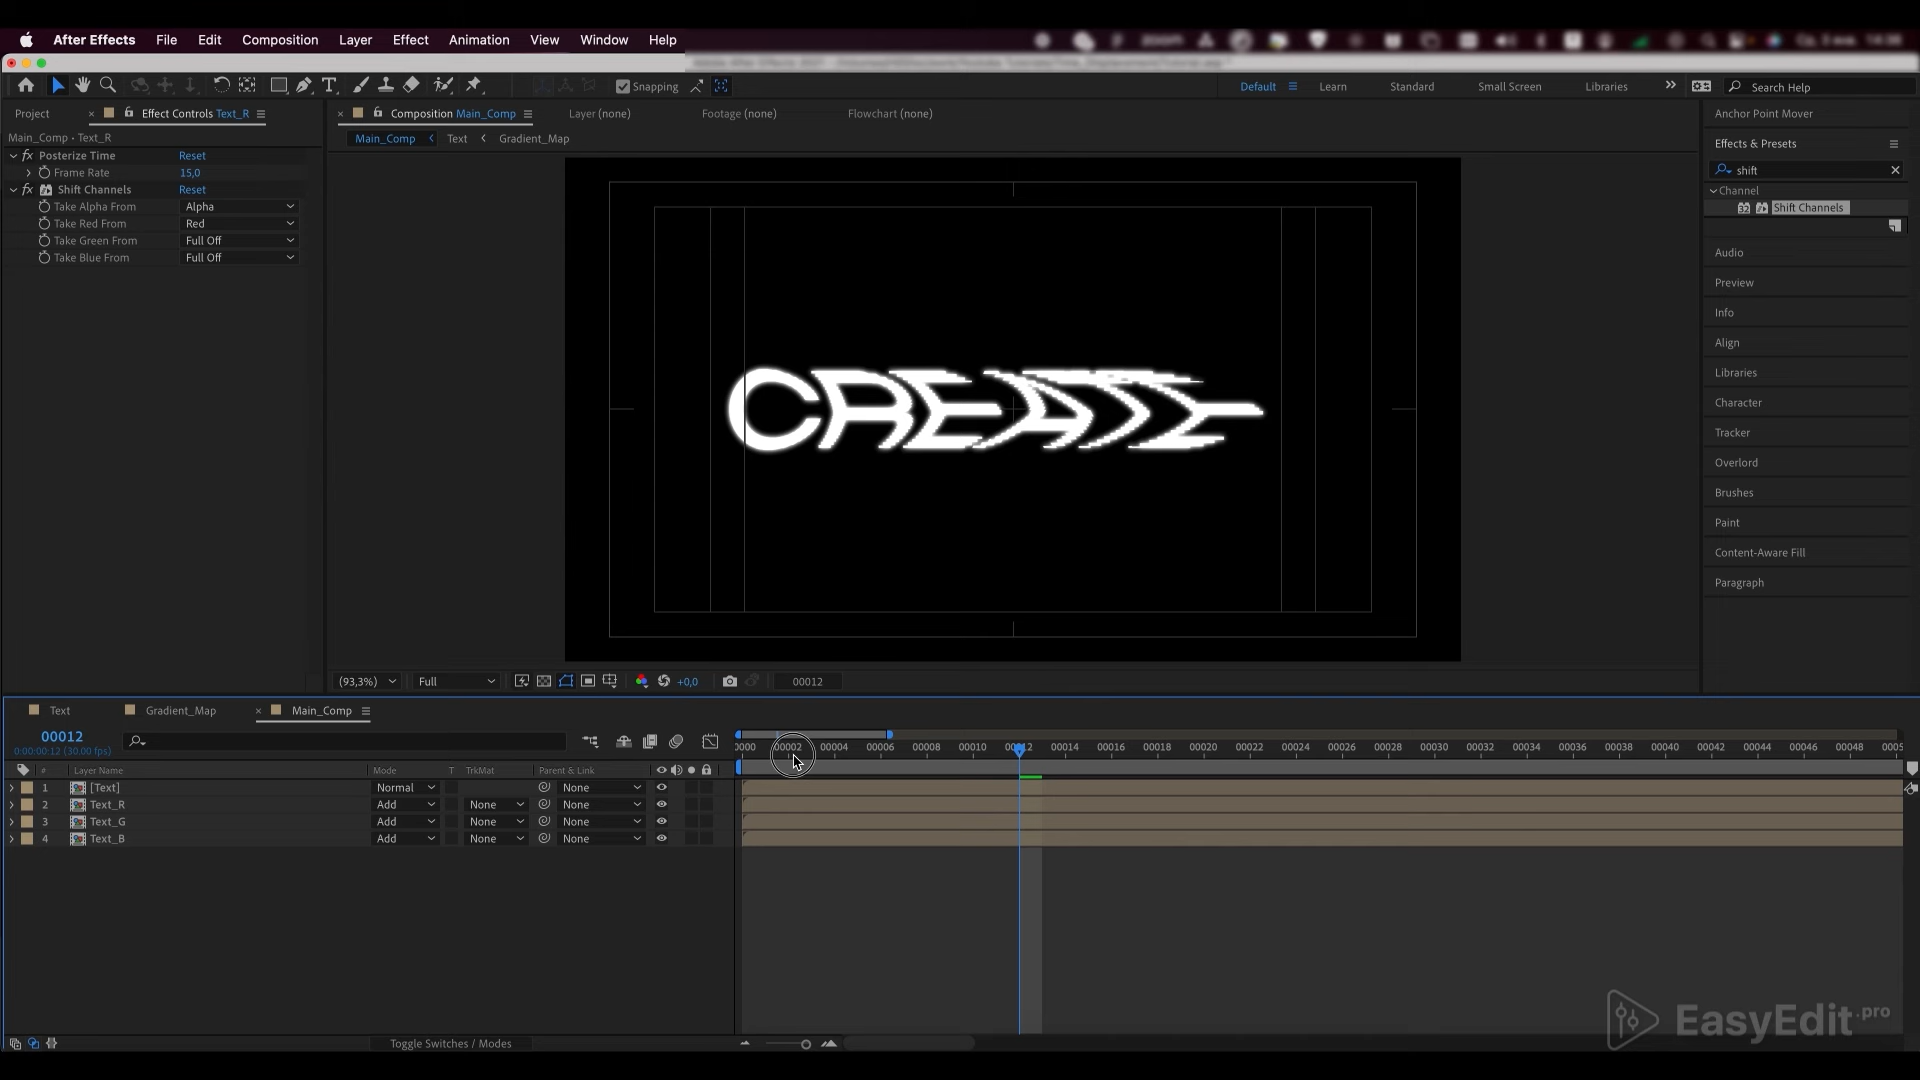 After Effects File Edit Composition Layer Effect Animation View Window Help
Snapping Default Learn Standard Small Screen Libraries Search Help
Project Effect Controls Text_R Composition Main_Comp Layer (none) Footage (none) Flowchart (none) Anchor Point Mover
Main_Comp • Text_R Main_Comp Text Gradient_Map Effects & Presets
fx Posterize Time Reset
Frame Rate 15,0 shift
fx Shift Channels Reset Channel
Take Alpha From Alpha 32 Shift Channels
Take Red From Red
Take Green From Full Off
Take Blue From Full Off
Audio
Preview
Info
Align
Libraries
Character
Tracker
Overlord
Brushes
Paint
Content-Aware Fill
Paragraph
CREATE
(93,3%) Full +0,0 00012
Text Gradient_Map Main_Comp
00012
0:00:00:12 (30.00 fps)
0000 00002 00004 00006 00008 00010 00012 00014 00016 00018 00020 00022 00024 00026 00028 00030 00032 00034 00036 00038 00040 00042 00044 00046 00048 0005
# Layer Name Mode T TrkMat Parent & Link
1 [Text] Normal None
2 Text_R Add None None
3 Text_G Add None None
4 Text_B Add None None
EasyEdit.pro
Toggle Switches / Modes